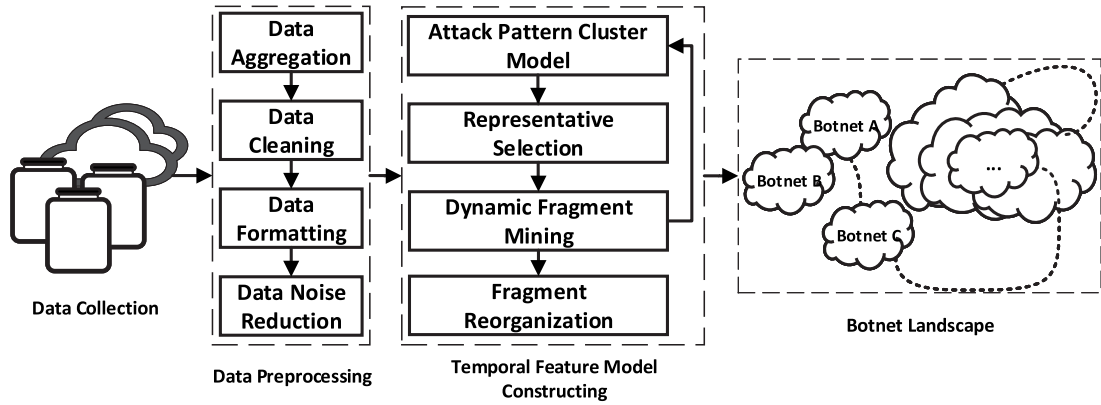 Data Collection
Data
Aggregation
Data
Cleaning
Data
Formatting
Data Noise
Reduction
Data Preprocessing
Attack Pattern Cluster
Model
Representative
Selection
Dynamic Fragment
Mining
Fragment
Reorganization
Temporal Feature Model
Constructing
Botnet A
Botnet B
Botnet C
...
Botnet Landscape